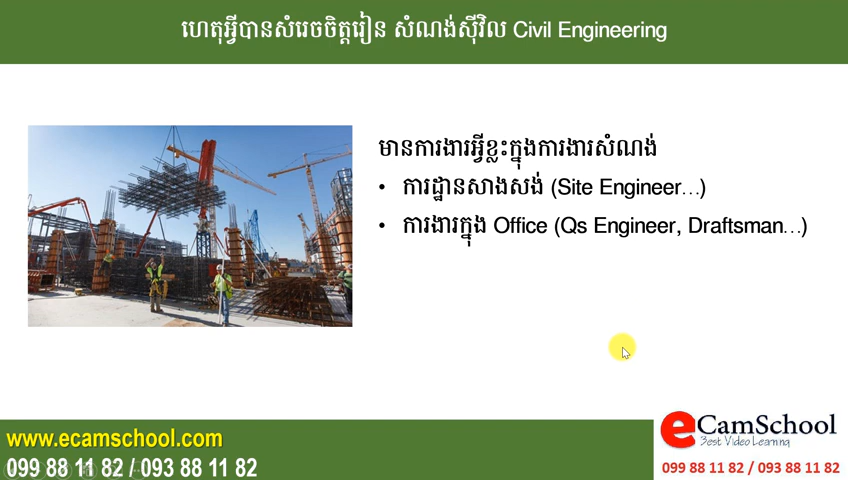 ហេតុអ្វីបានសំរេចចិត្តរៀន សំណង់ស៊ីវិល Civil Engineering
មានការងារអ្វីខ្លះក្នុងការងារសំណង់
• ការដ្ឋានសាងសង់ (Site Engineer…)
• ការងារក្នុង Office (Qs Engineer, Draftsman…)
www.ecamschool.com
099 88 11 82 / 093 88 11 82
eCamSchool
Best Video Learning
099 88 11 82 / 093 88 11 82